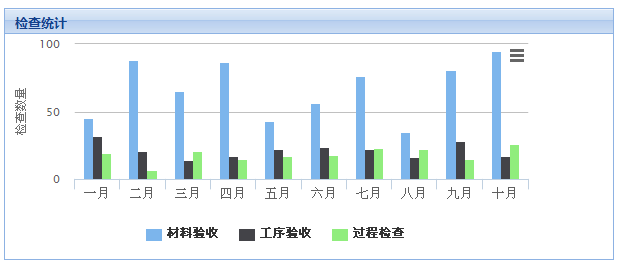 检查统计
100
50
0
检查数量
一月 二月 三月 四月 五月 六月 七月 八月 九月 十月
材料验收 工序验收 过程检查